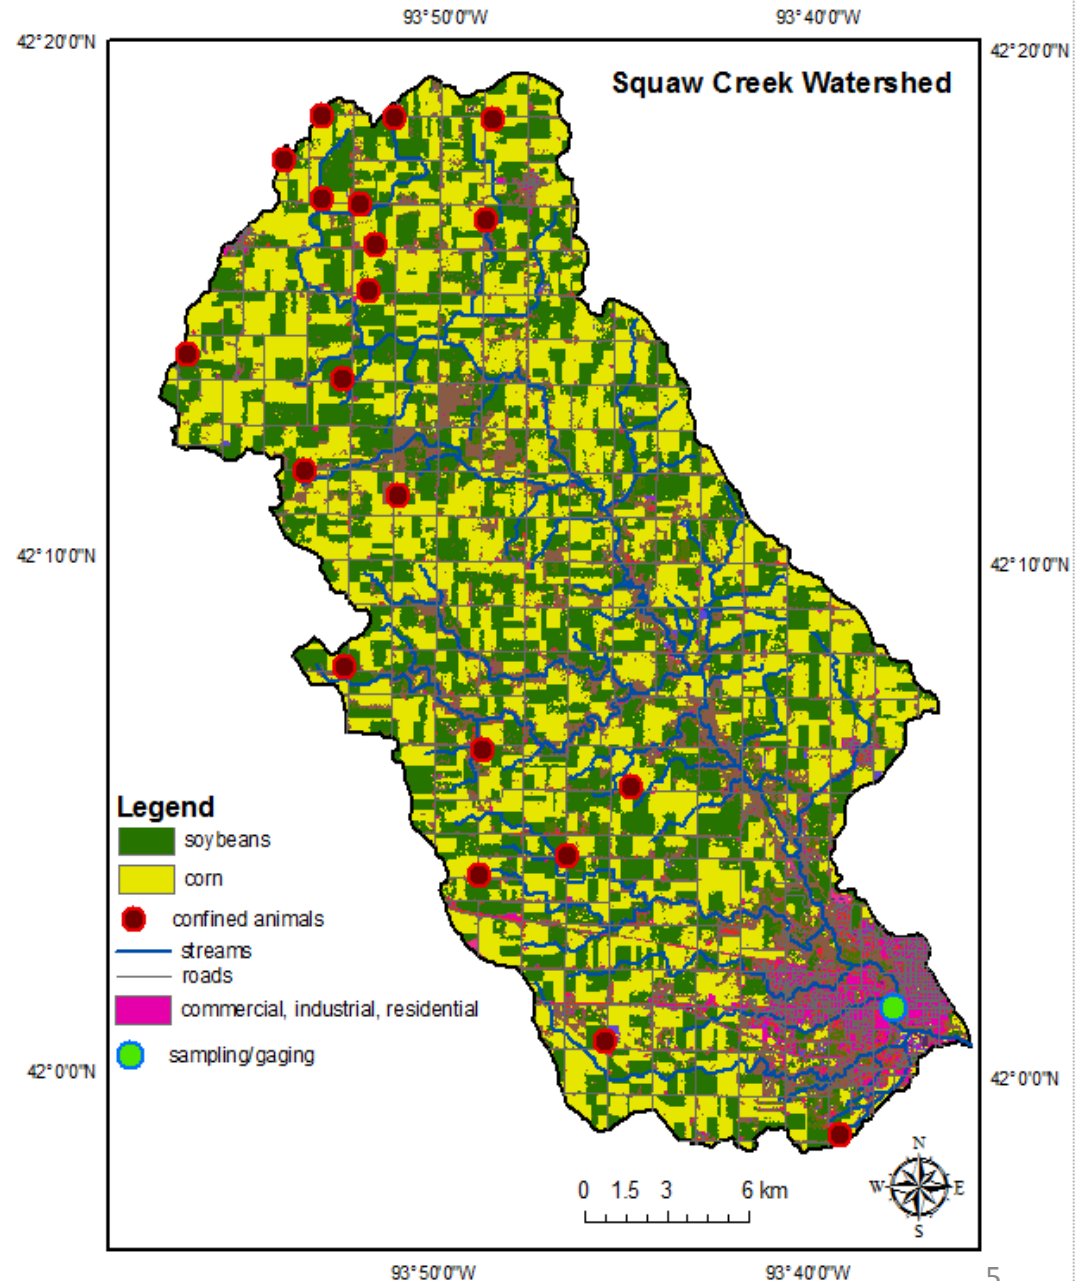 93°50'0"W 93°40'0"W
42°20'0"N 42°20'0"N
Squaw Creek Watershed
42°10'0"N 42°10'0"N
Legend
soybeans
corn
confined animals
streams
roads
commercial, industrial, residential
sampling/gaging
42°0'0"N 42°0'0"N
N
W E
S
0 1.5 3 6 km
93°50'0"W 93°40'0"W
5